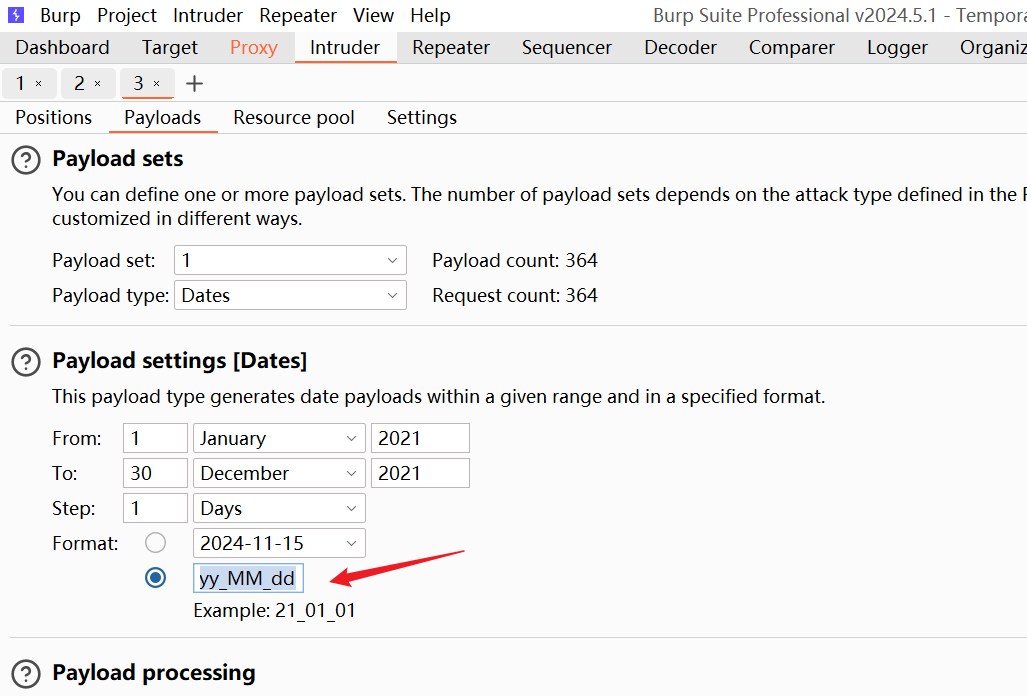 Burp Project Intruder Repeater View Help Burp Suite Professional v2024.5.1 - Tempora
Dashboard Target Proxy Intruder Repeater Sequencer Decoder Comparer Logger Organiz
1 × 2 × 3 × +
Positions Payloads Resource pool Settings
? Payload sets
You can define one or more payload sets. The number of payload sets depends on the attack type defined in the P
customized in different ways.
Payload set: 1 Payload count: 364
Payload type: Dates Request count: 364
? Payload settings [Dates]
This payload type generates date payloads within a given range and in a specified format.
From: 1 January 2021
To: 30 December 2021
Step: 1 Days
Format: 2024-11-15
yy_MM_dd
Example: 21_01_01
? Payload processing